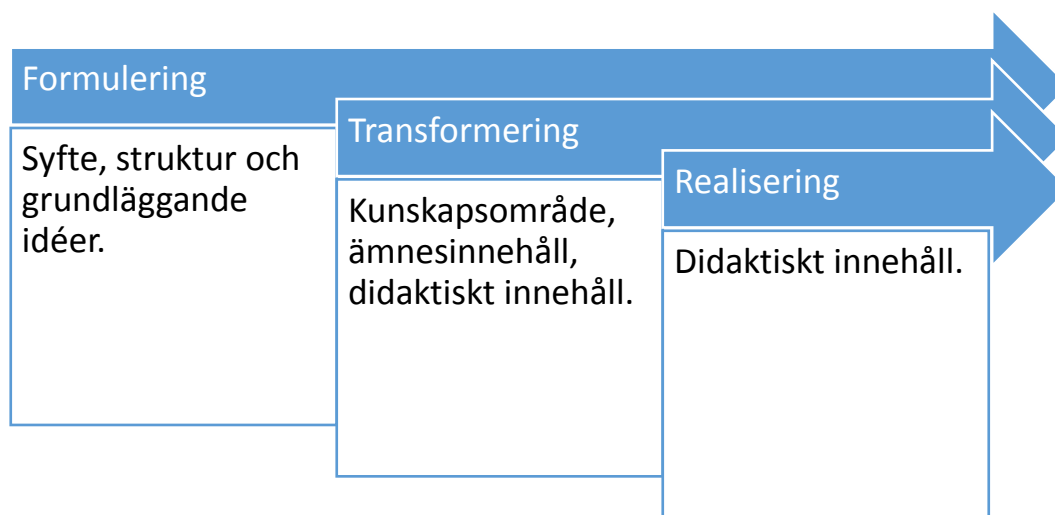 Formulering
Syfte, struktur och
grundläggande
idéer.
Transformering
Kunskapsområde,
ämnesinnehåll,
didaktiskt innehåll.
Realisering
Didaktiskt innehåll.